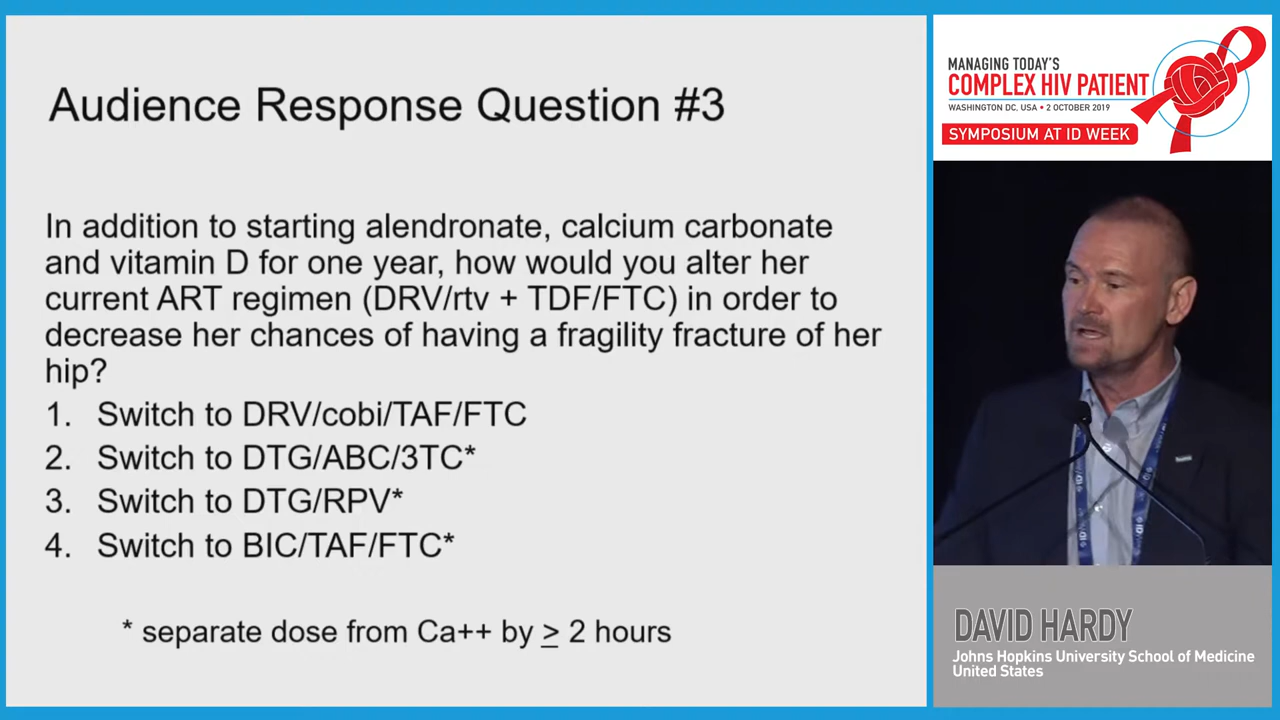 Audience Response Question #3
In addition to starting alendronate, calcium carbonate
and vitamin D for one year, how would you alter her
current ART regimen (DRV/rtv + TDF/FTC) in order to
decrease her chances of having a fragility fracture of her
hip?
1. Switch to DRV/cobi/TAF/FTC
2. Switch to DTG/ABC/3TC*
3. Switch to DTG/RPV*
4. Switch to BIC/TAF/FTC*
* separate dose from Ca++ by ≥ 2 hours
MANAGING TODAY'S
COMPLEX HIV PATIENT
WASHINGTON DC, USA • 2 OCTOBER 2019
SYMPOSIUM AT ID WEEK
DAVID HARDY
Johns Hopkins University School of Medicine
United States